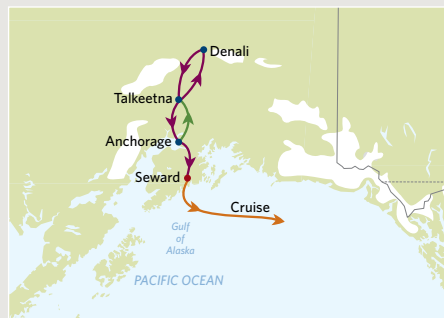 Denali
Talkeetna
Anchorage
Seward
Cruise
Gulf
of
Alaska
PACIFIC OCEAN